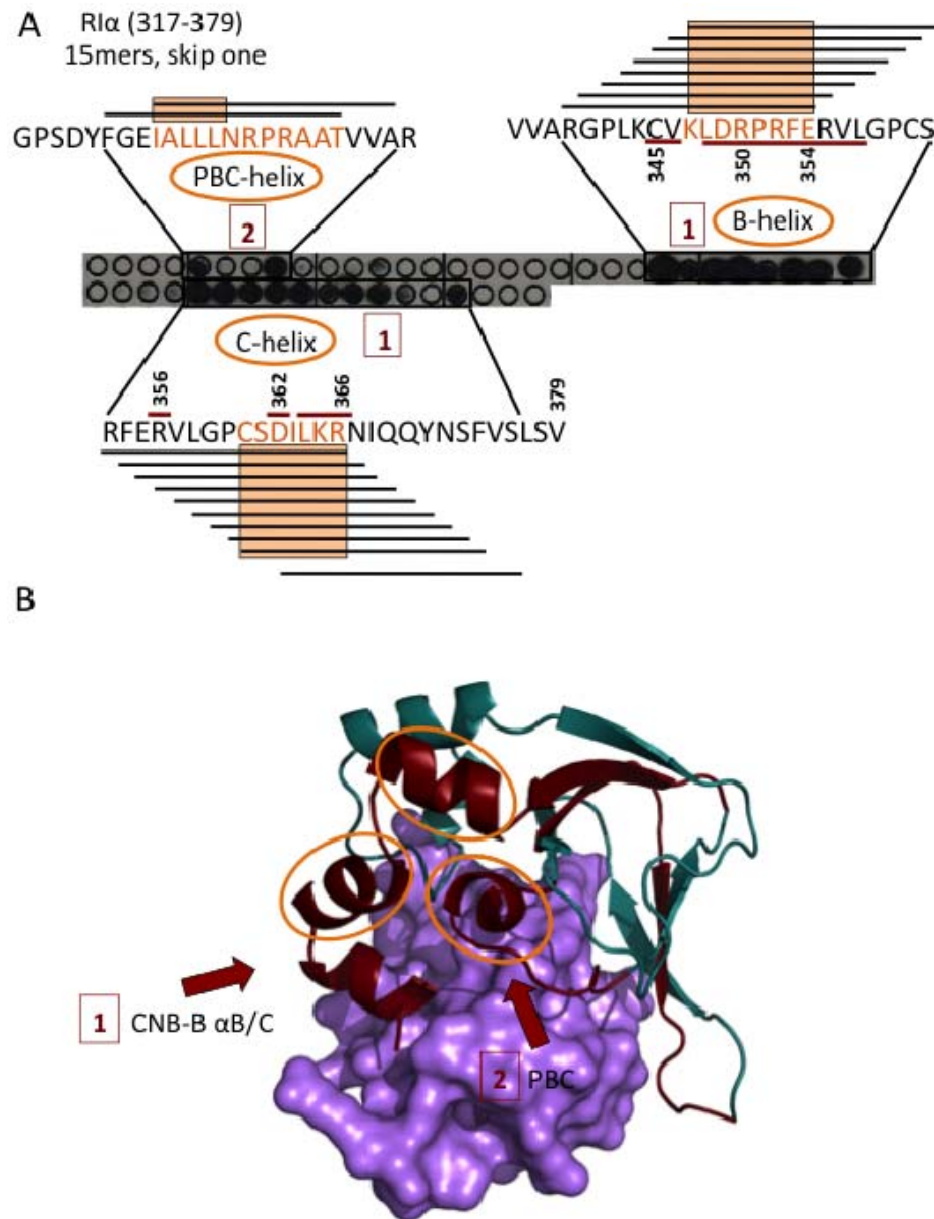 A
RIα (317-379)
15mers, skip one
GPSDYFGEIALLLNRPRAATVVAR
PBC-helix
2
VVARGPLKCVKLDRPRFEIRVLGPCS
345
350
354
1
B-helix
C-helix
1
356
362
366
379
RFERVLGPCSDILKRNIQQYNSFVSLSV
B
1 CNB-B αB/C
2 PBC